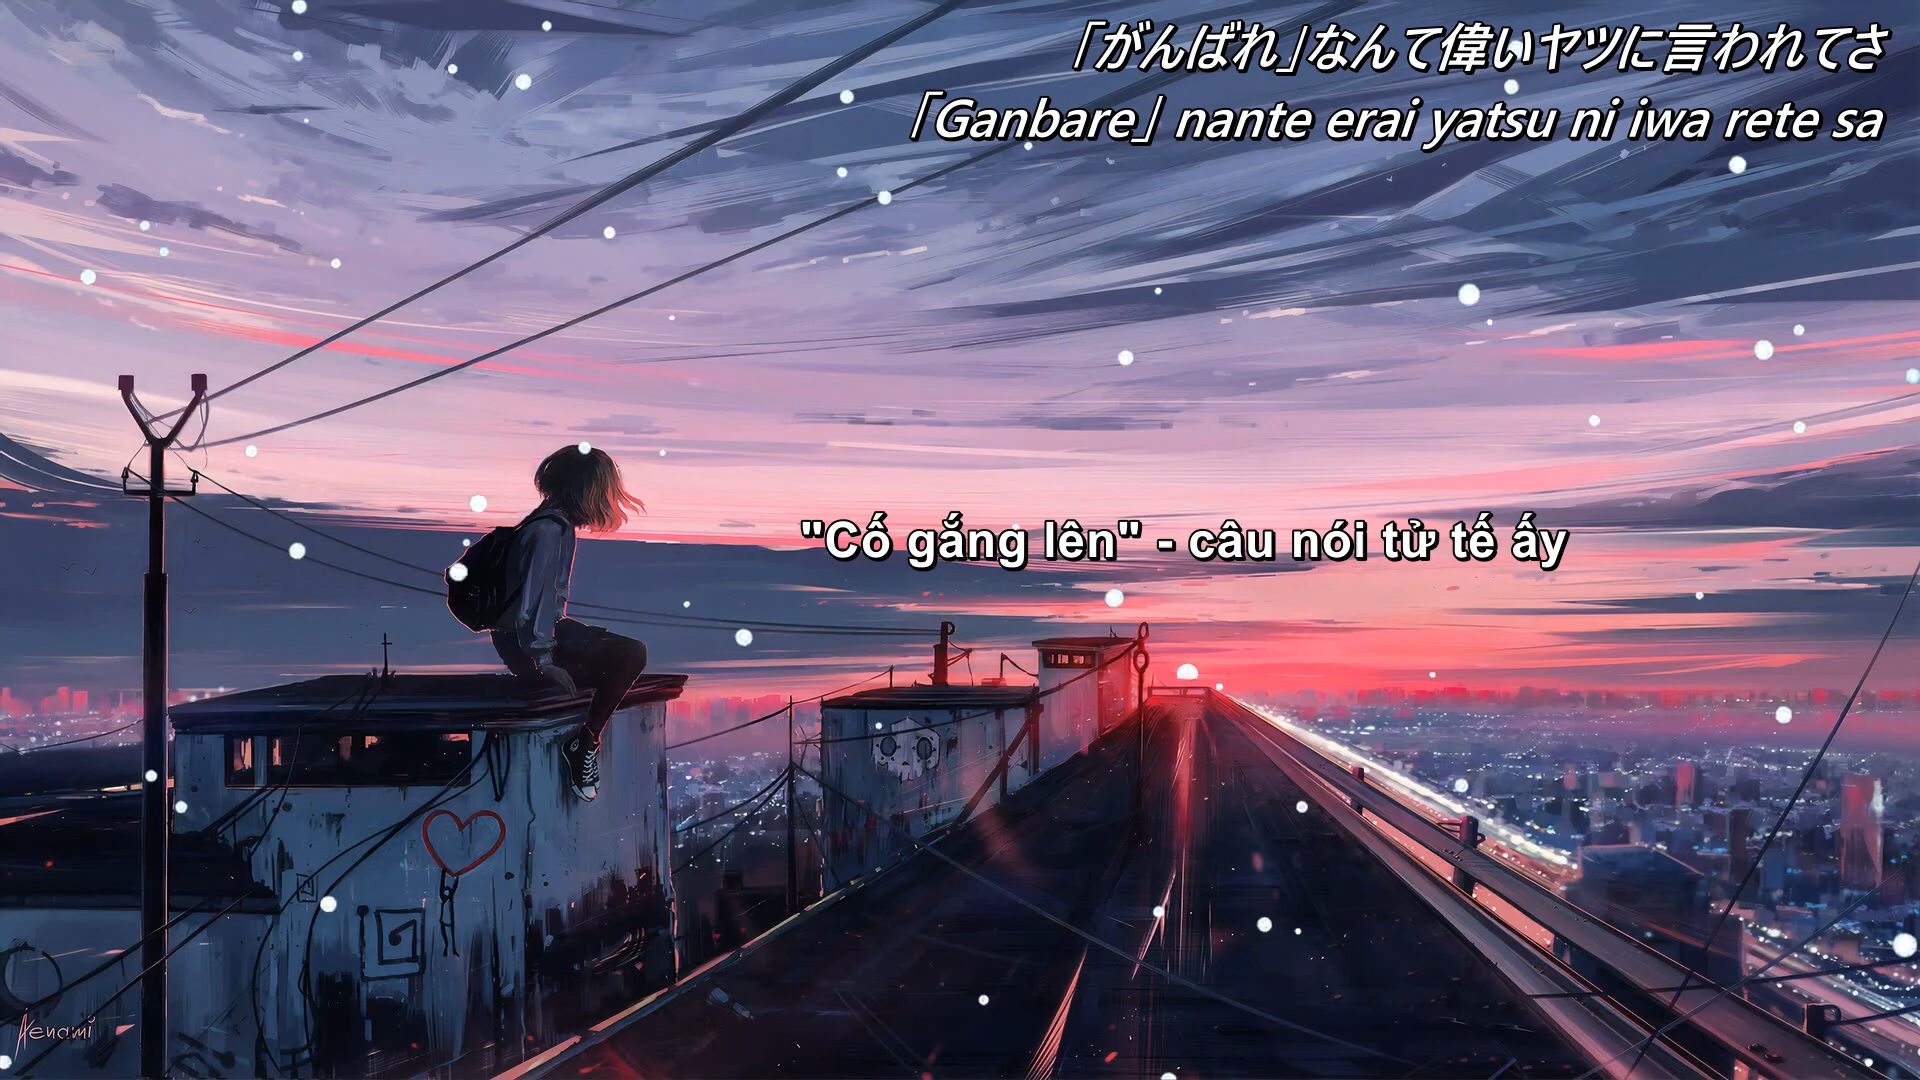 「がんばれ」なんて偉いヤツに言われてさ
「Ganbare」 nante erai yatsu ni iwa rete sa
"Cố gắng lên" - câu nói tử tế ấy
Aenami